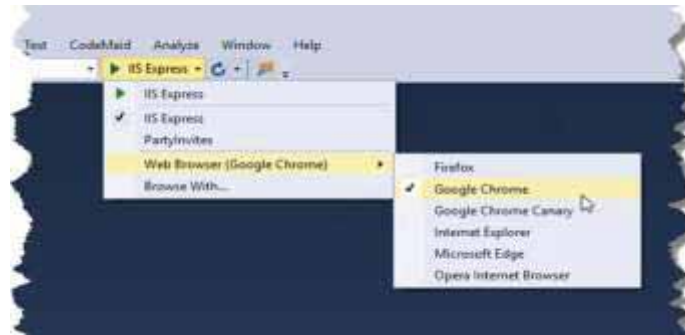 Test CodeMaid Analyze Window Help
IIS Express
IIS Express
IIS Express
PartyInvites
Web Browser (Google Chrome)
Browse With...
Firefox
Google Chrome
Google Chrome Canary
Internet Explorer
Microsoft Edge
Opera Internet Browser